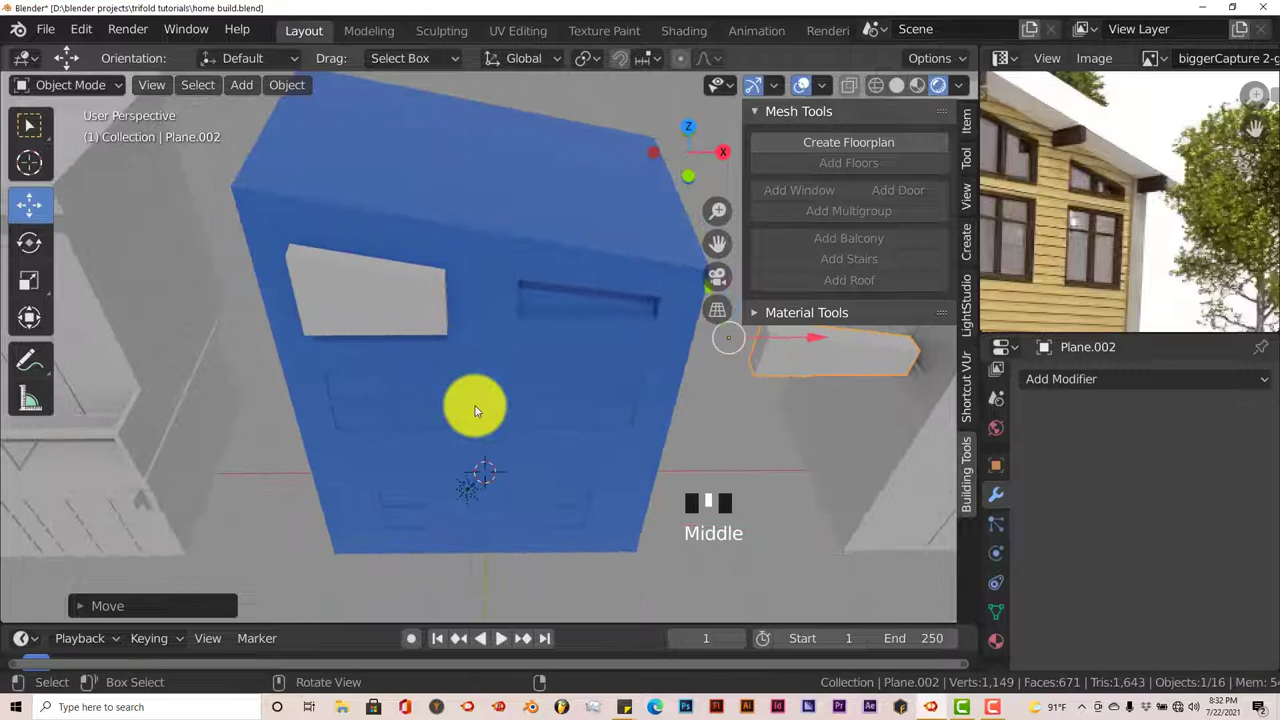 Blender* [D:\blender projects\trifold tutorials\home build.blend]
File Edit Render Window Help Layout Modeling Sculpting UV Editing Texture Paint Shading Animation Renderi Scene View Layer
Orientation: Default Drag: Select Box Global Options View Image biggerCapture 2-g
Object Mode View Select Add Object
User Perspective
(1) Collection | Plane.002
Z
X
Mesh Tools
Create Floorplan
Add Floors
Add Window Add Door
Add Multigroup
Add Balcony
Add Stairs
Add Roof
Material Tools
Item
Tool
View
Create
LightStudio
Shortcut VUr
Building Tools
Plane.002
Add Modifier
Middle
Move
Playback Keying View Marker 1 Start 1 End 250
Select Box Select Rotate View Collection | Plane.002 Verts:1,149 | Faces:671 | Tris:1,643 | Objects:1/16 | Mem: 54
Type here to search
91°F
8:32 PM
7/22/2021